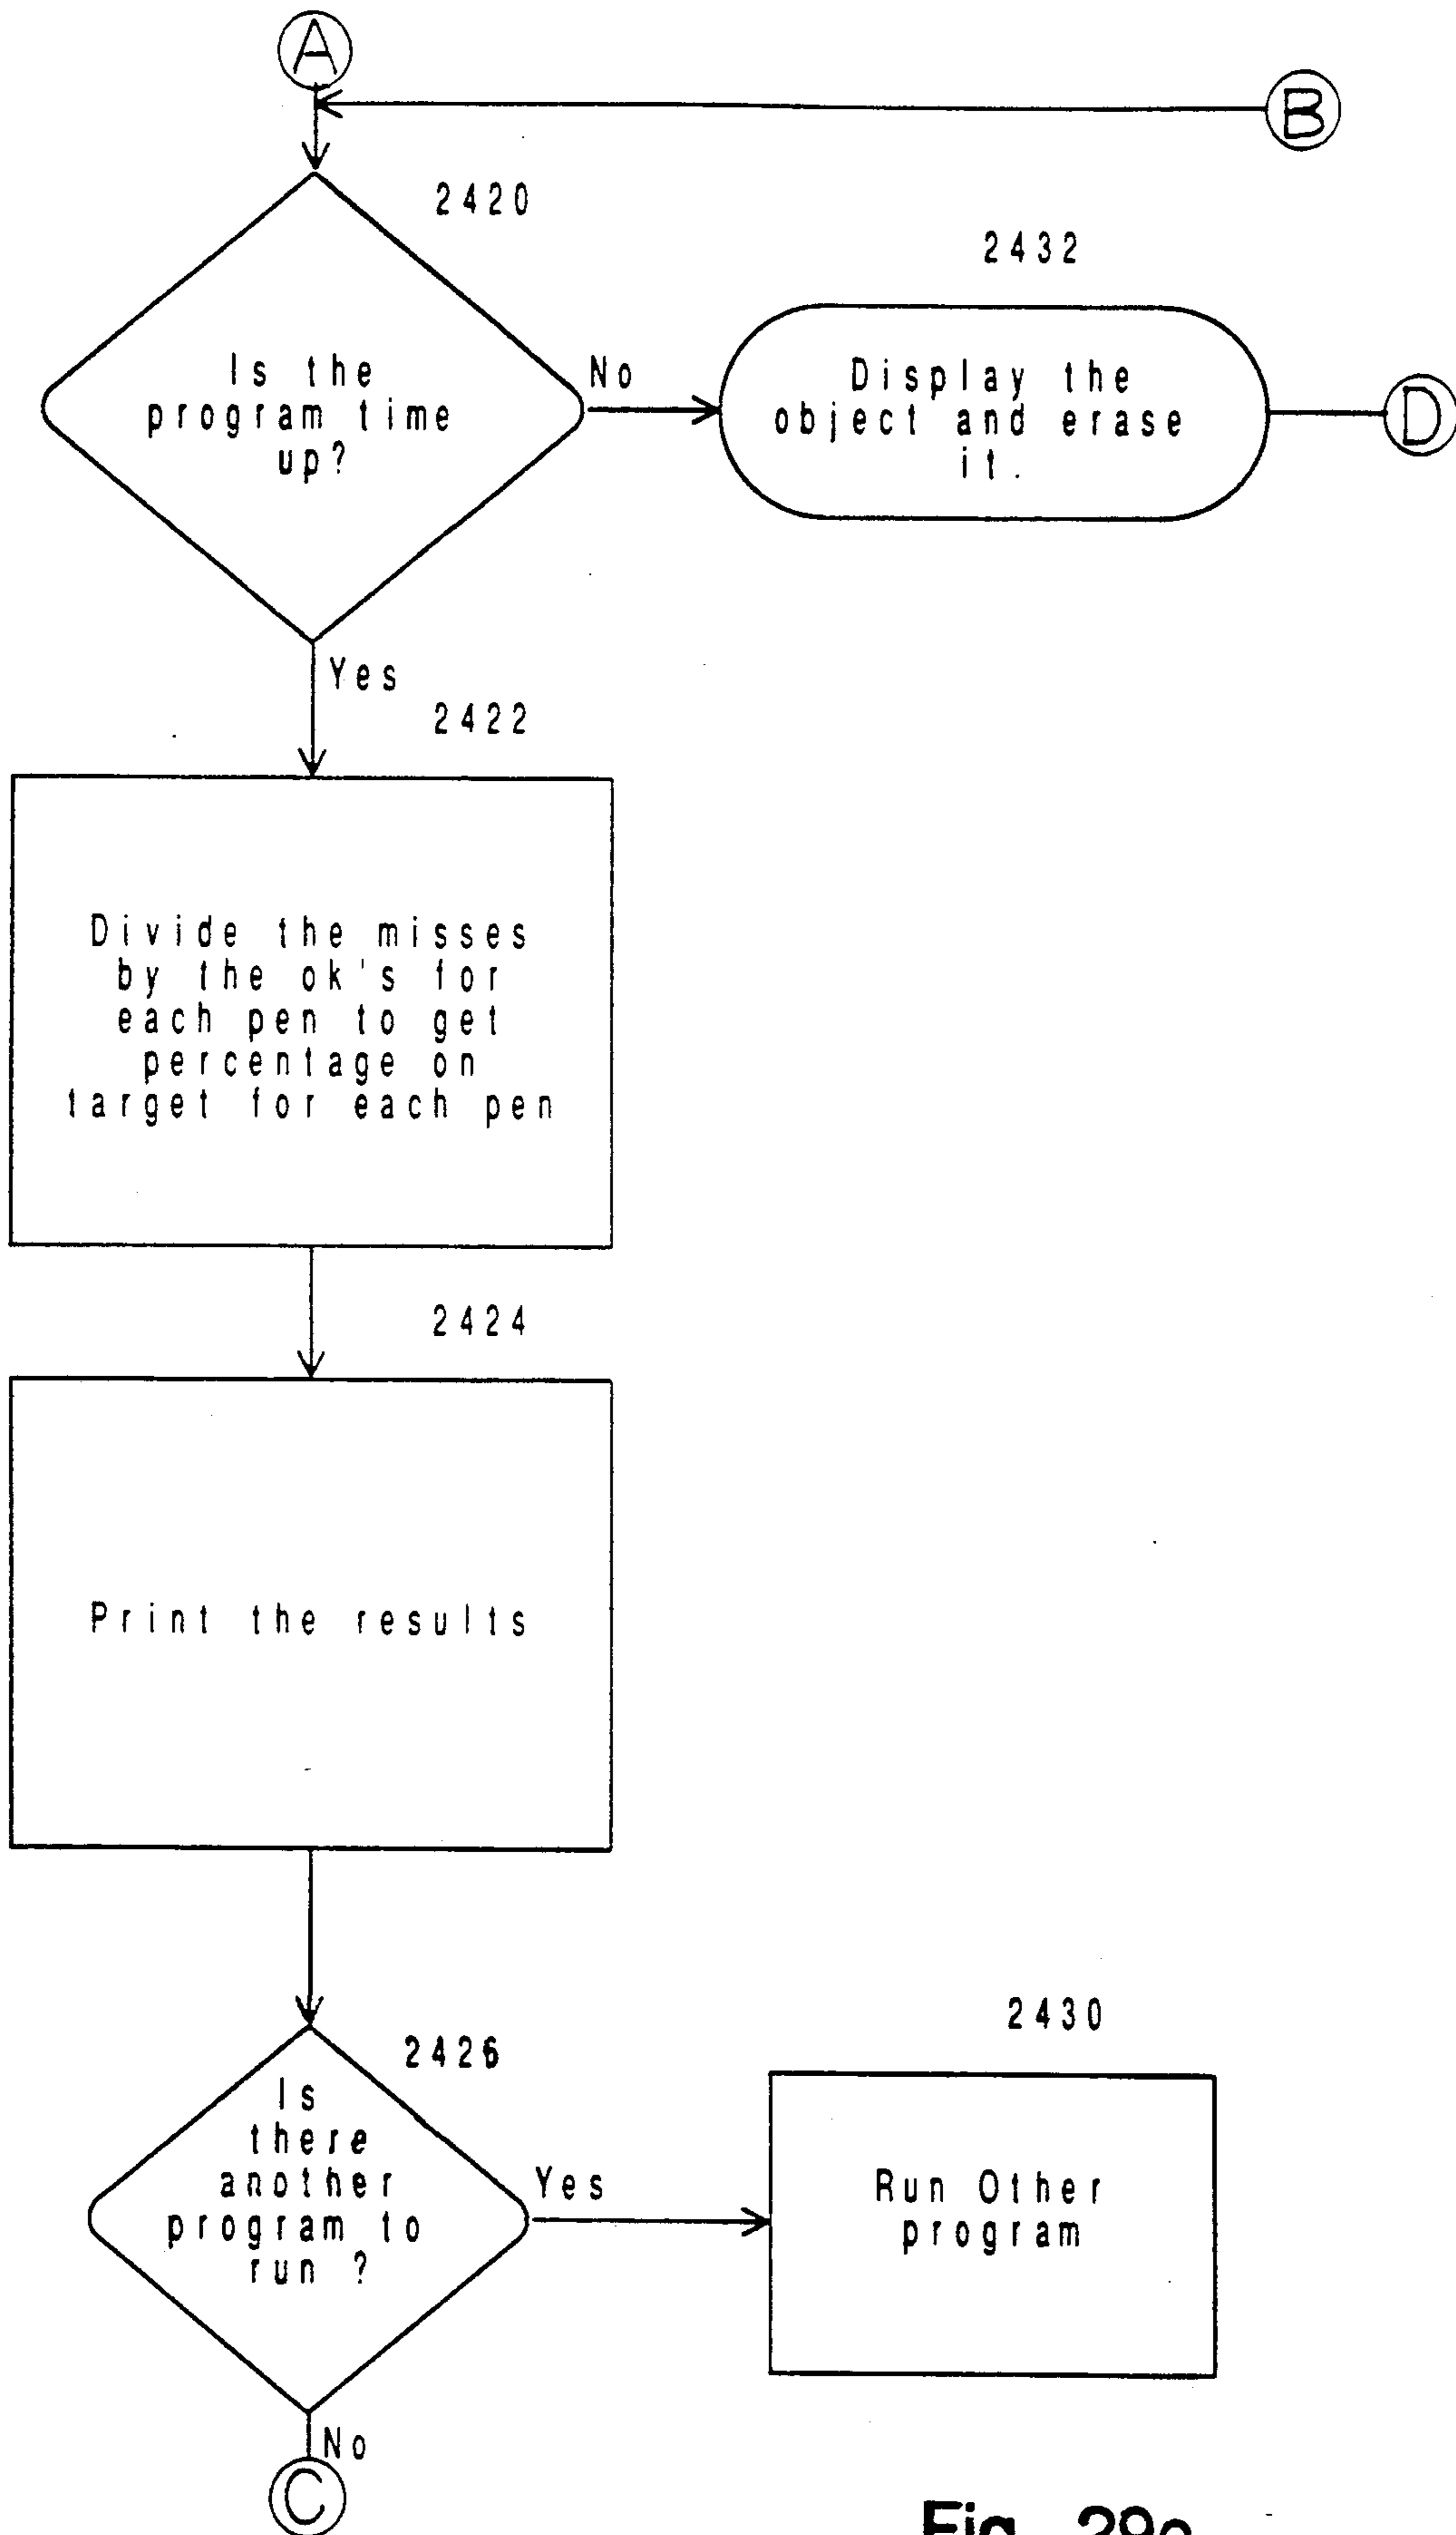 A
B
2420
2432
Is the
program time
up?
No
Display the
object and erase
it.
D
Yes
2422
Divide the misses
by the ok's for
each pen to get
percentage on
target for each pen
2424
Print the results
2426
2430
Is
there
another
program to
run ?
Yes
Run Other
program
No
C
Fig.